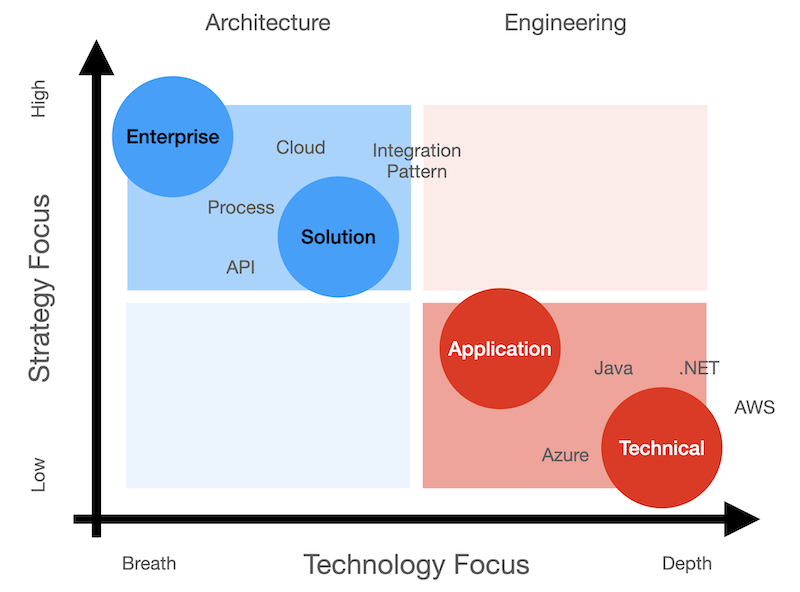 Architecture
Engineering
High
Enterprise
Cloud
Integration
Pattern
Process
Solution
API
Strategy Focus
Application
Java
.NET
AWS
Technical
Azure
Low
Breath
Technology Focus
Depth